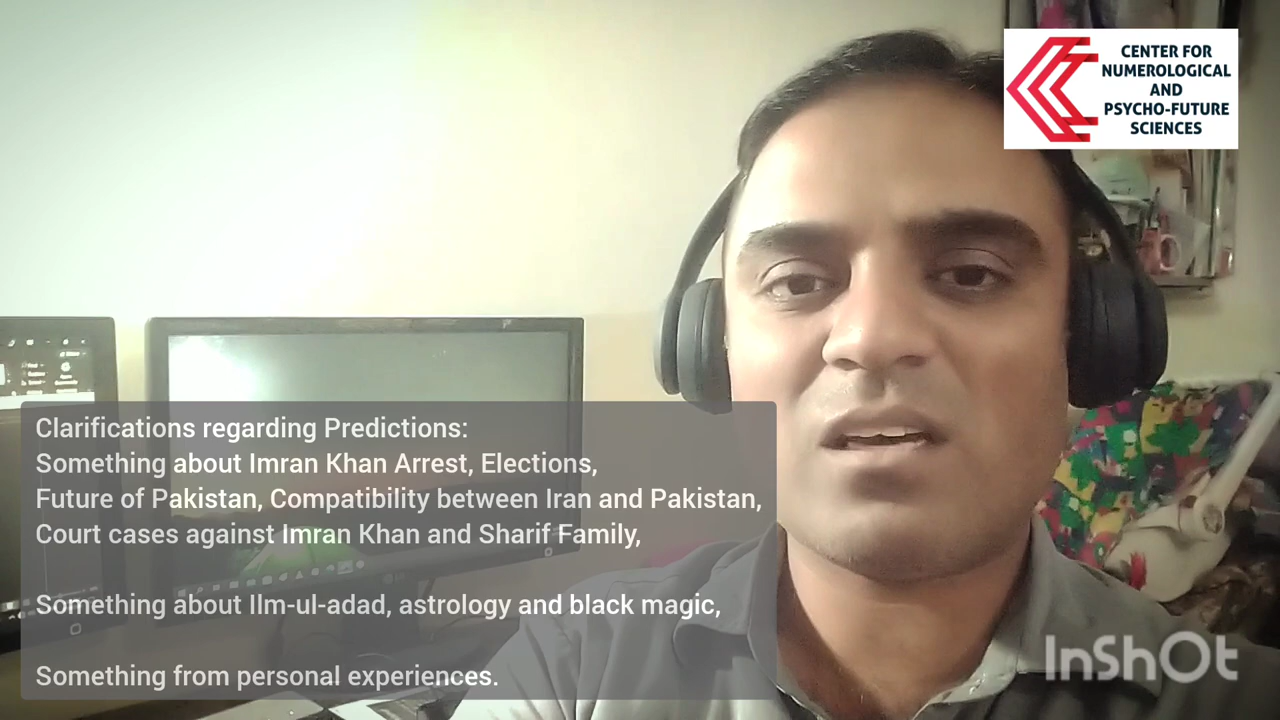 CENTER FOR
NUMEROLOGICAL
AND
PSYCHO-FUTURE
SCIENCES
Clarifications regarding Predictions:
Something about Imran Khan Arrest, Elections,
Future of Pakistan, Compatibility between Iran and Pakistan,
Court cases against Imran Khan and Sharif Family,
Something about Ilm-ul-adad, astrology and black magic,
Something from personal experiences.
InShOt